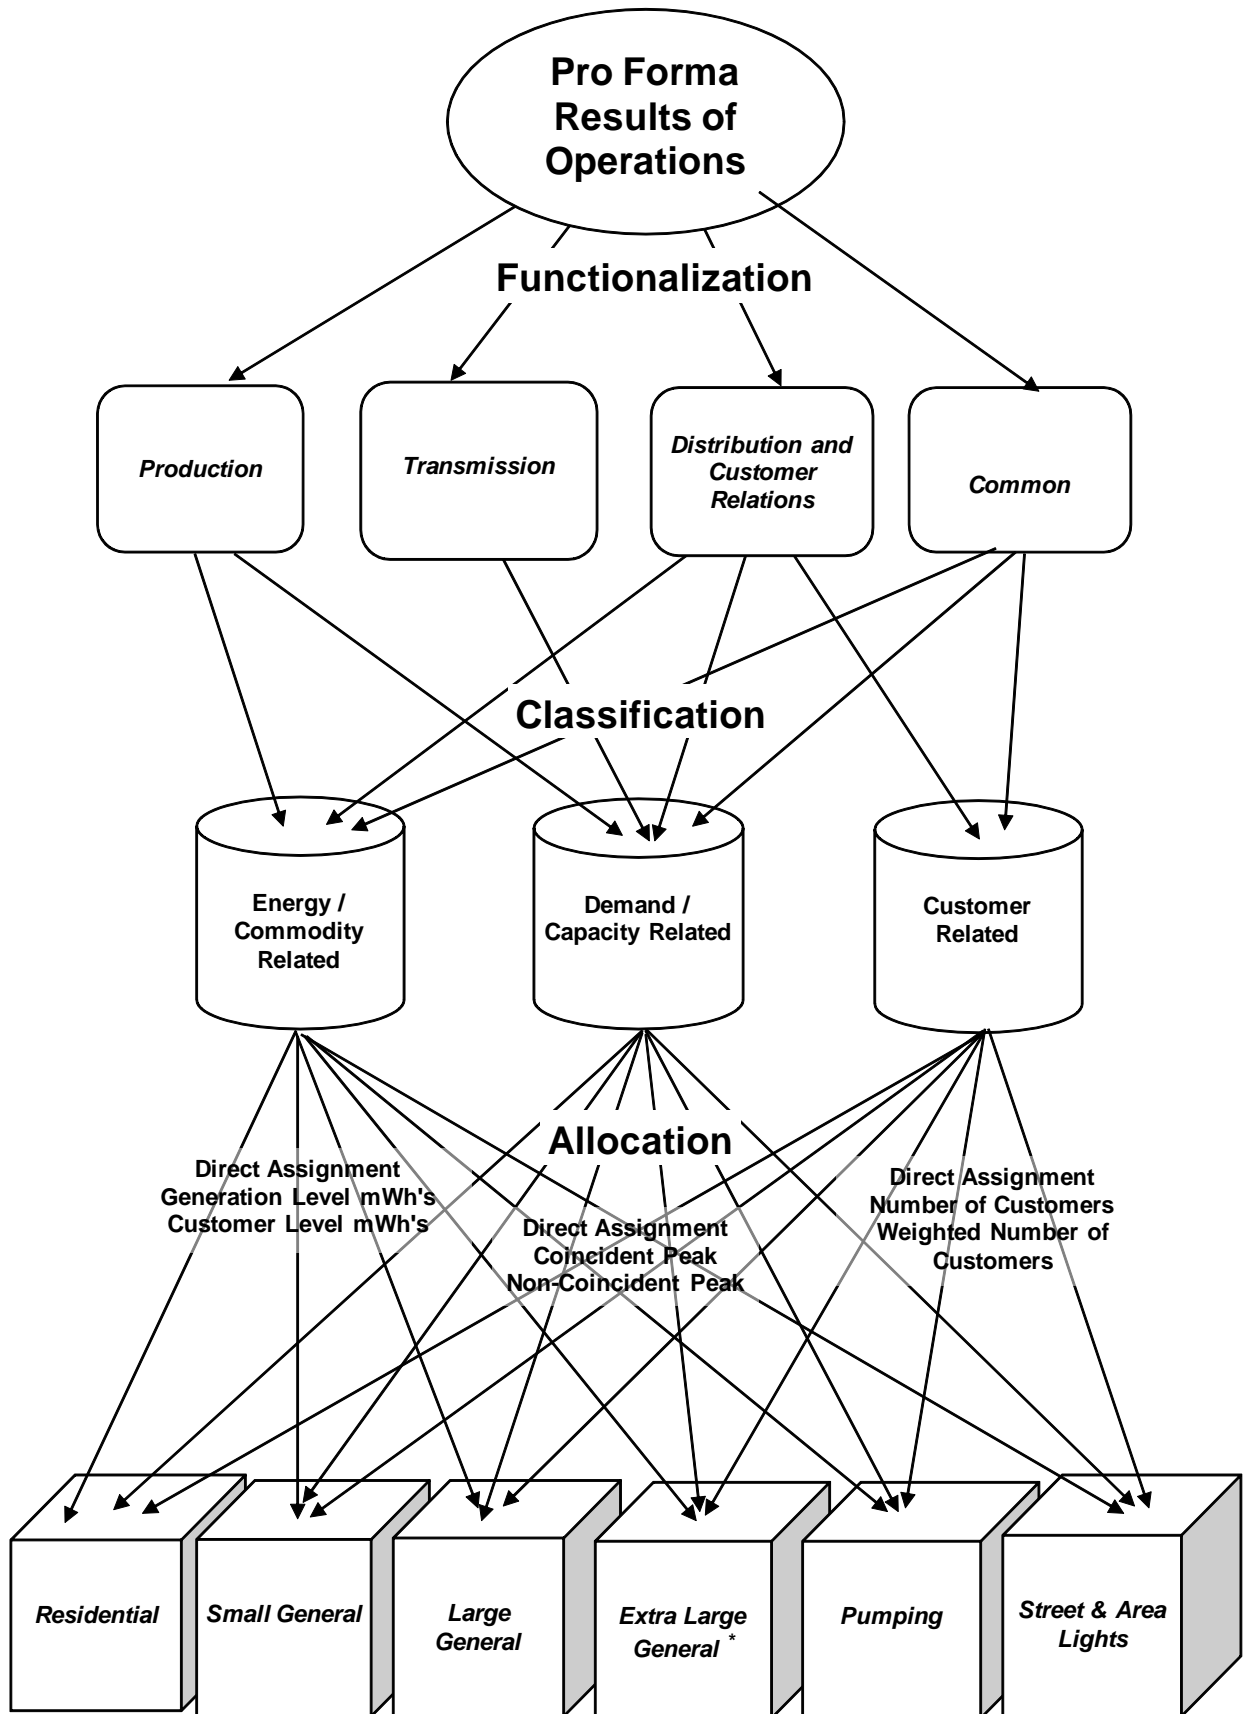 Pro Forma
Results of
Operations
Functionalization
Production
Transmission
Distribution and
Customer
Relations
Common
Classification
Energy /
Commodity
Related
Demand /
Capacity Related
Customer
Related
Allocation
Direct Assignment
Generation Level mWh's
Customer Level mWh's
Direct Assignment
Coincident Peak
Non-Coincident Peak
Direct Assignment
Number of Customers
Weighted Number of
Customers
Residential
Small General
Large
General
Extra Large
General *
Pumping
Street & Area
Lights